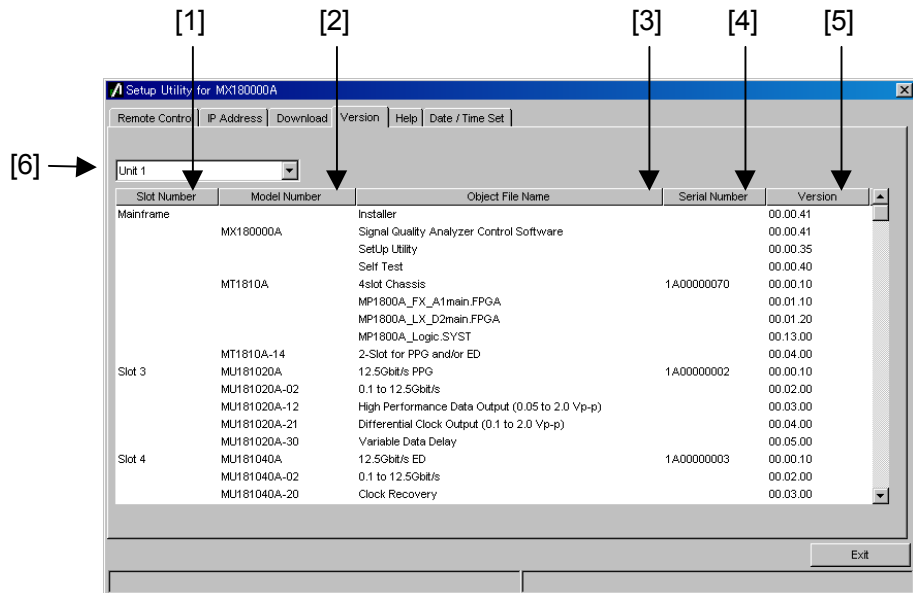 [1] [2] [3] [4] [5]
Setup Utility for MX180000A
Remote Control IP Address Download Version Help Date / Time Set
[6]
Unit 1
Slot Number Model Number Object File Name Serial Number Version
Mainframe Installer 00.00.41
MX180000A Signal Quality Analyzer Control Software 00.00.41
SetUp Utility 00.00.35
Self Test 00.00.40
MT1810A 4slot Chassis 1A00000070 00.00.10
MP1800A_FX_A1main.FPGA 00.01.10
MP1800A_LX_D2main.FPGA 00.01.20
MP1800A_Logic.SYST 00.13.00
MT1810A-14 2-Slot for PPG and/or ED 00.04.00
Slot 3 MU181020A 12.5Gbit/s PPG 1A00000002 00.00.10
MU181020A-02 0.1 to 12.5Gbit/s 00.02.00
MU181020A-12 High Performance Data Output (0.05 to 2.0 Vp-p) 00.03.00
MU181020A-21 Differential Clock Output (0.1 to 2.0 Vp-p) 00.04.00
MU181020A-30 Variable Data Delay 00.05.00
Slot 4 MU181040A 12.5Gbit/s ED 1A00000003 00.00.10
MU181040A-02 0.1 to 12.5Gbit/s 00.02.00
MU181040A-20 Clock Recovery 00.03.00
Exit